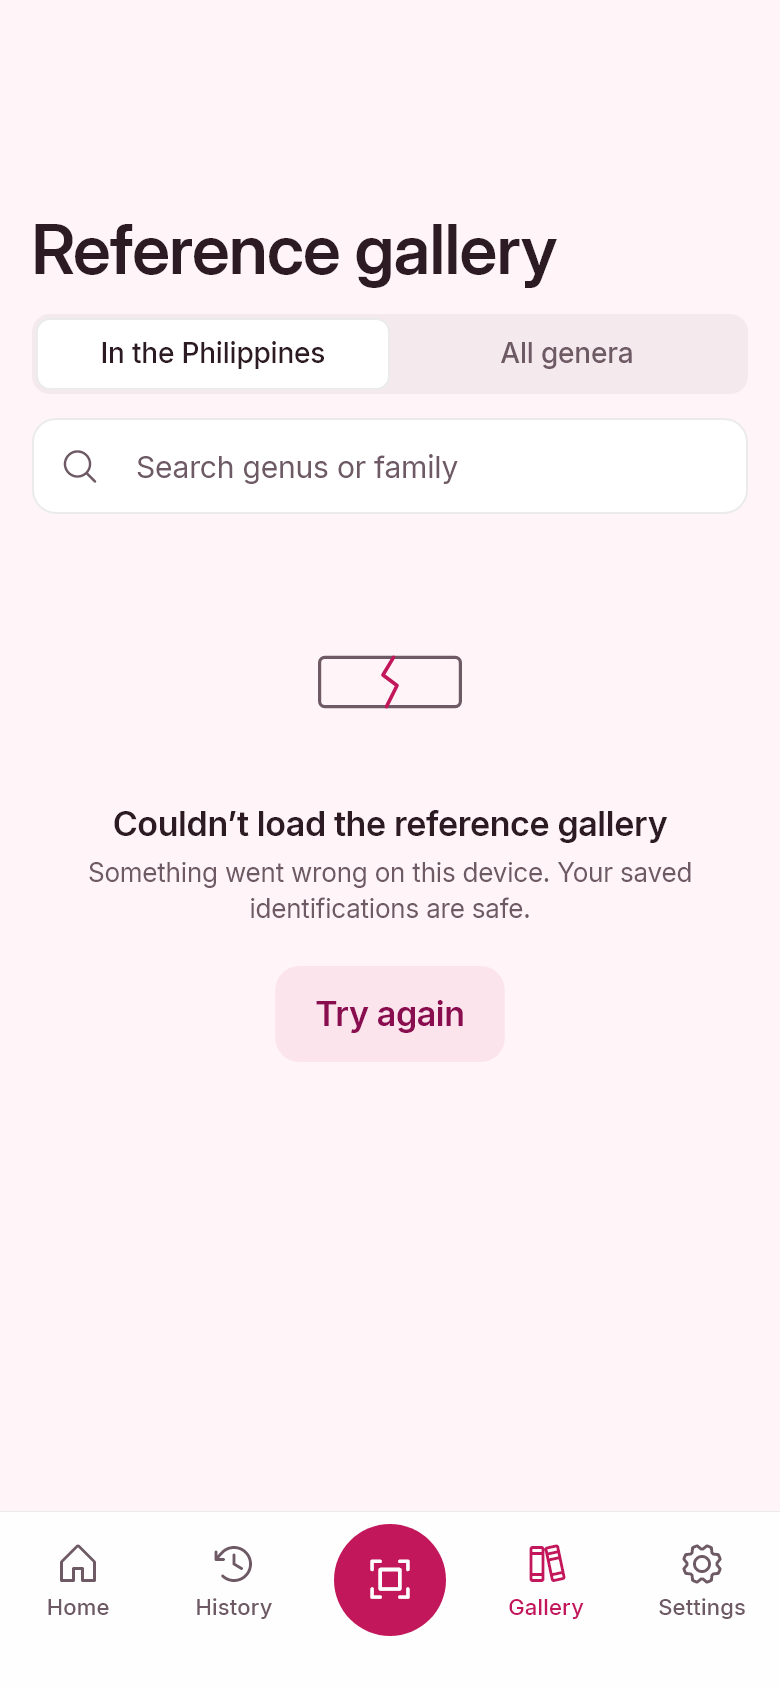 Reference gallery
In the Philippines
All genera
Search genus or family
Couldn’t load the reference gallery
Something went wrong on this device. Your saved
identifications are safe.
Try again
Home
History
Gallery
Settings